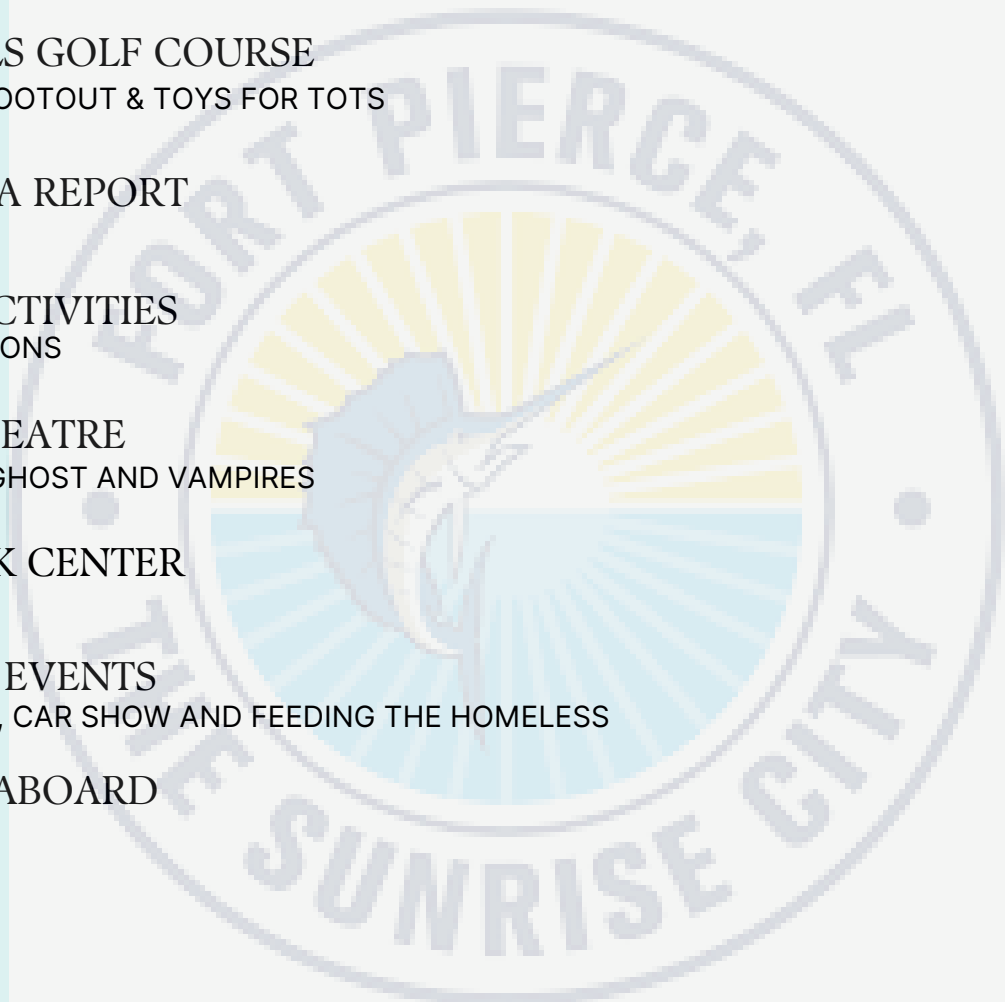 LS GOLF COURSE
OOTOUT & TOYS FOR TOTS
A REPORT
CTIVITIES
ONS
EATRE
GHOST AND VAMPIRES
K CENTER
EVENTS
, CAR SHOW AND FEEDING THE HOMELESS
ABOARD
FORT PIERCE, FL
THE SUNRISE CITY